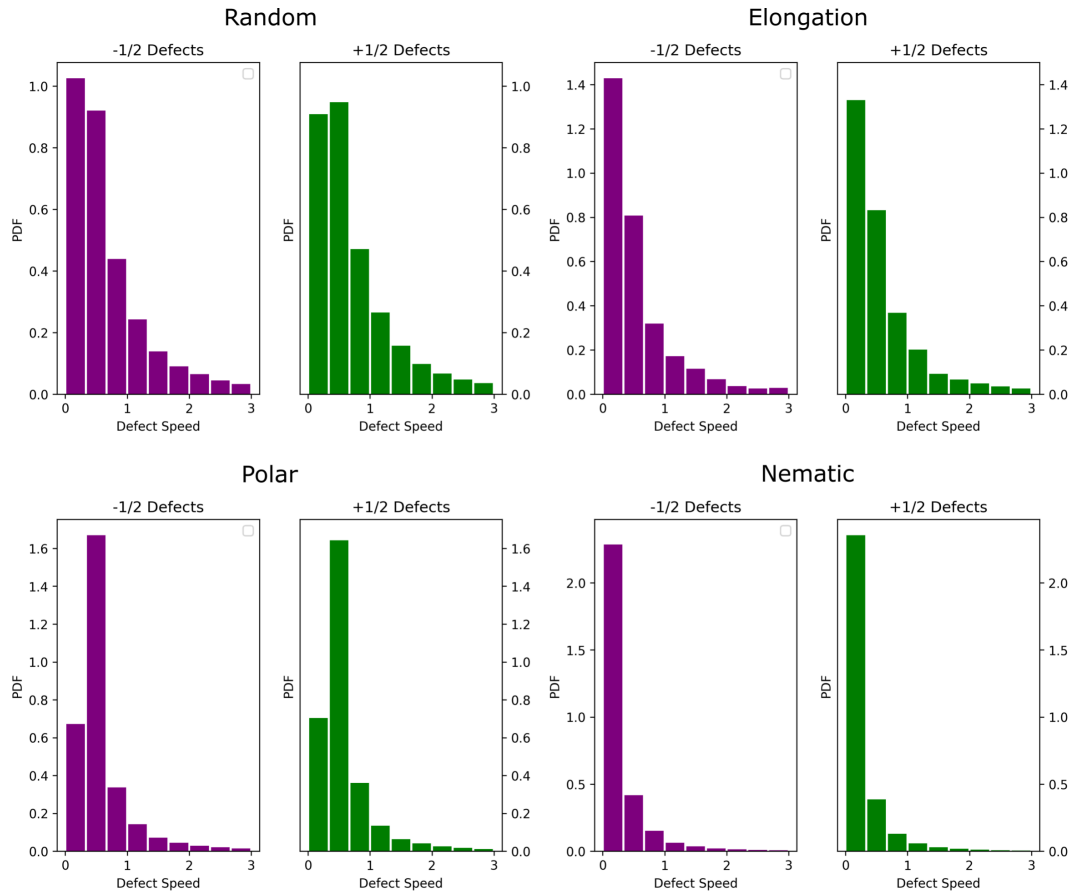 Random
-1/2 Defects
+1/2 Defects
PDF
1.0
0.8
0.6
0.4
0.2
0.0
0 1 2 3
Defect Speed
PDF
1.0
0.8
0.6
0.4
0.2
0.0
0 1 2 3
Defect Speed
Elongation
-1/2 Defects
+1/2 Defects
PDF
1.4
1.2
1.0
0.8
0.6
0.4
0.2
0.0
0 1 2 3
Defect Speed
PDF
1.4
1.2
1.0
0.8
0.6
0.4
0.2
0.0
0 1 2 3
Defect Speed
Polar
-1/2 Defects
+1/2 Defects
PDF
1.6
1.4
1.2
1.0
0.8
0.6
0.4
0.2
0.0
0 1 2 3
Defect Speed
PDF
1.6
1.4
1.2
1.0
0.8
0.6
0.4
0.2
0.0
0 1 2 3
Defect Speed
Nematic
-1/2 Defects
+1/2 Defects
PDF
2.0
1.5
1.0
0.5
0.0
0 1 2 3
Defect Speed
PDF
2.0
1.5
1.0
0.5
0.0
0 1 2 3
Defect Speed